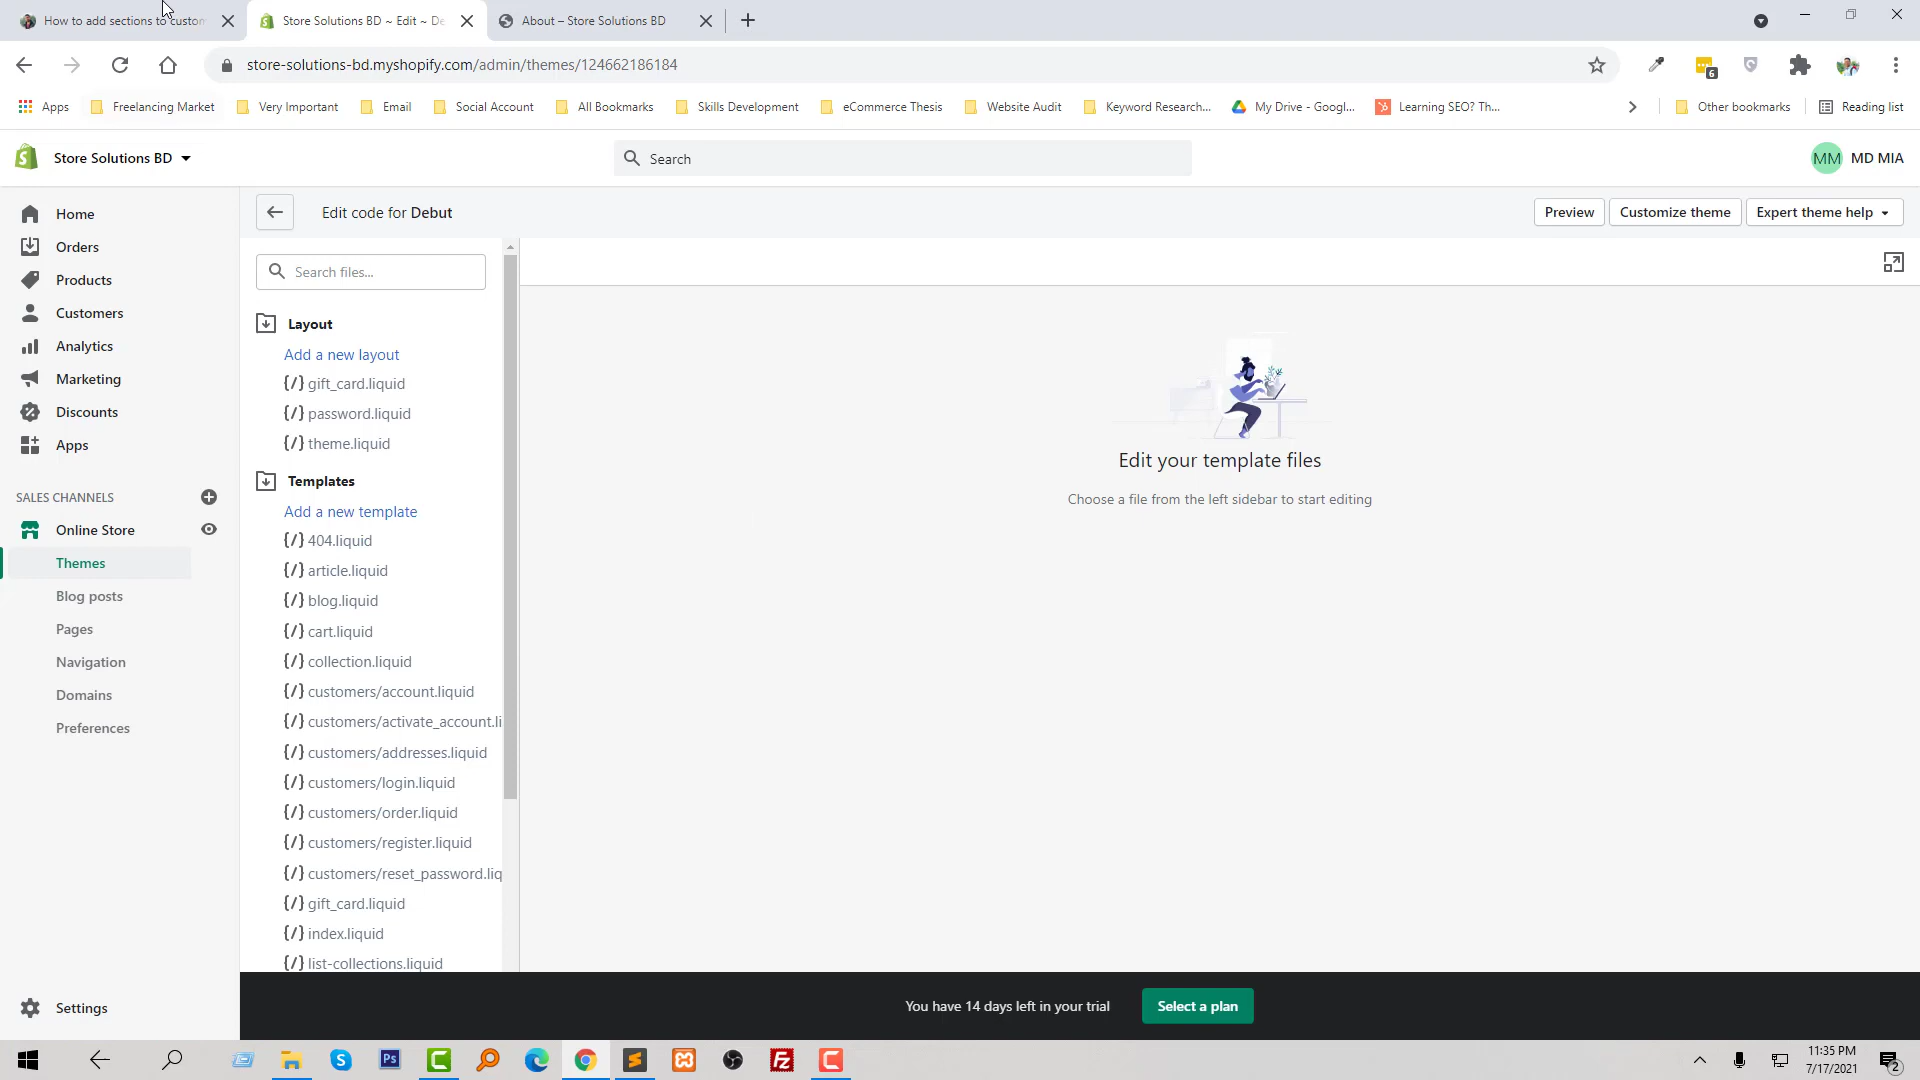 How to add sections to custom
Store Solutions BD ~ Edit ~ De
About – Store Solutions BD
store-solutions-bd.myshopify.com/admin/themes/124662186184
6
Apps
Freelancing Market
Very Important
Email
Social Account
All Bookmarks
Skills Development
eCommerce Thesis
Website Audit
Keyword Research...
My Drive - Googl...
Learning SEO? Th...
Other bookmarks
Reading list
Store Solutions BD
Search
MM
MD MIA
Home
Orders
Products
Customers
Analytics
Marketing
Discounts
Apps
SALES CHANNELS
Online Store
Themes
Blog posts
Pages
Navigation
Domains
Preferences
Settings
Edit code for Debut
Preview
Customize theme
Expert theme help
Search files...
Layout
Add a new layout
{/} gift_card.liquid
{/} password.liquid
{/} theme.liquid
Templates
Add a new template
{/} 404.liquid
{/} article.liquid
{/} blog.liquid
{/} cart.liquid
{/} collection.liquid
{/} customers/account.liquid
{/} customers/activate_account.li
{/} customers/addresses.liquid
{/} customers/login.liquid
{/} customers/order.liquid
{/} customers/register.liquid
{/} customers/reset_password.liq
{/} gift_card.liquid
{/} index.liquid
{/} list-collections.liquid
Edit your template files
Choose a file from the left sidebar to start editing
You have 14 days left in your trial
Select a plan
Ps
11:35 PM
7/17/2021
2